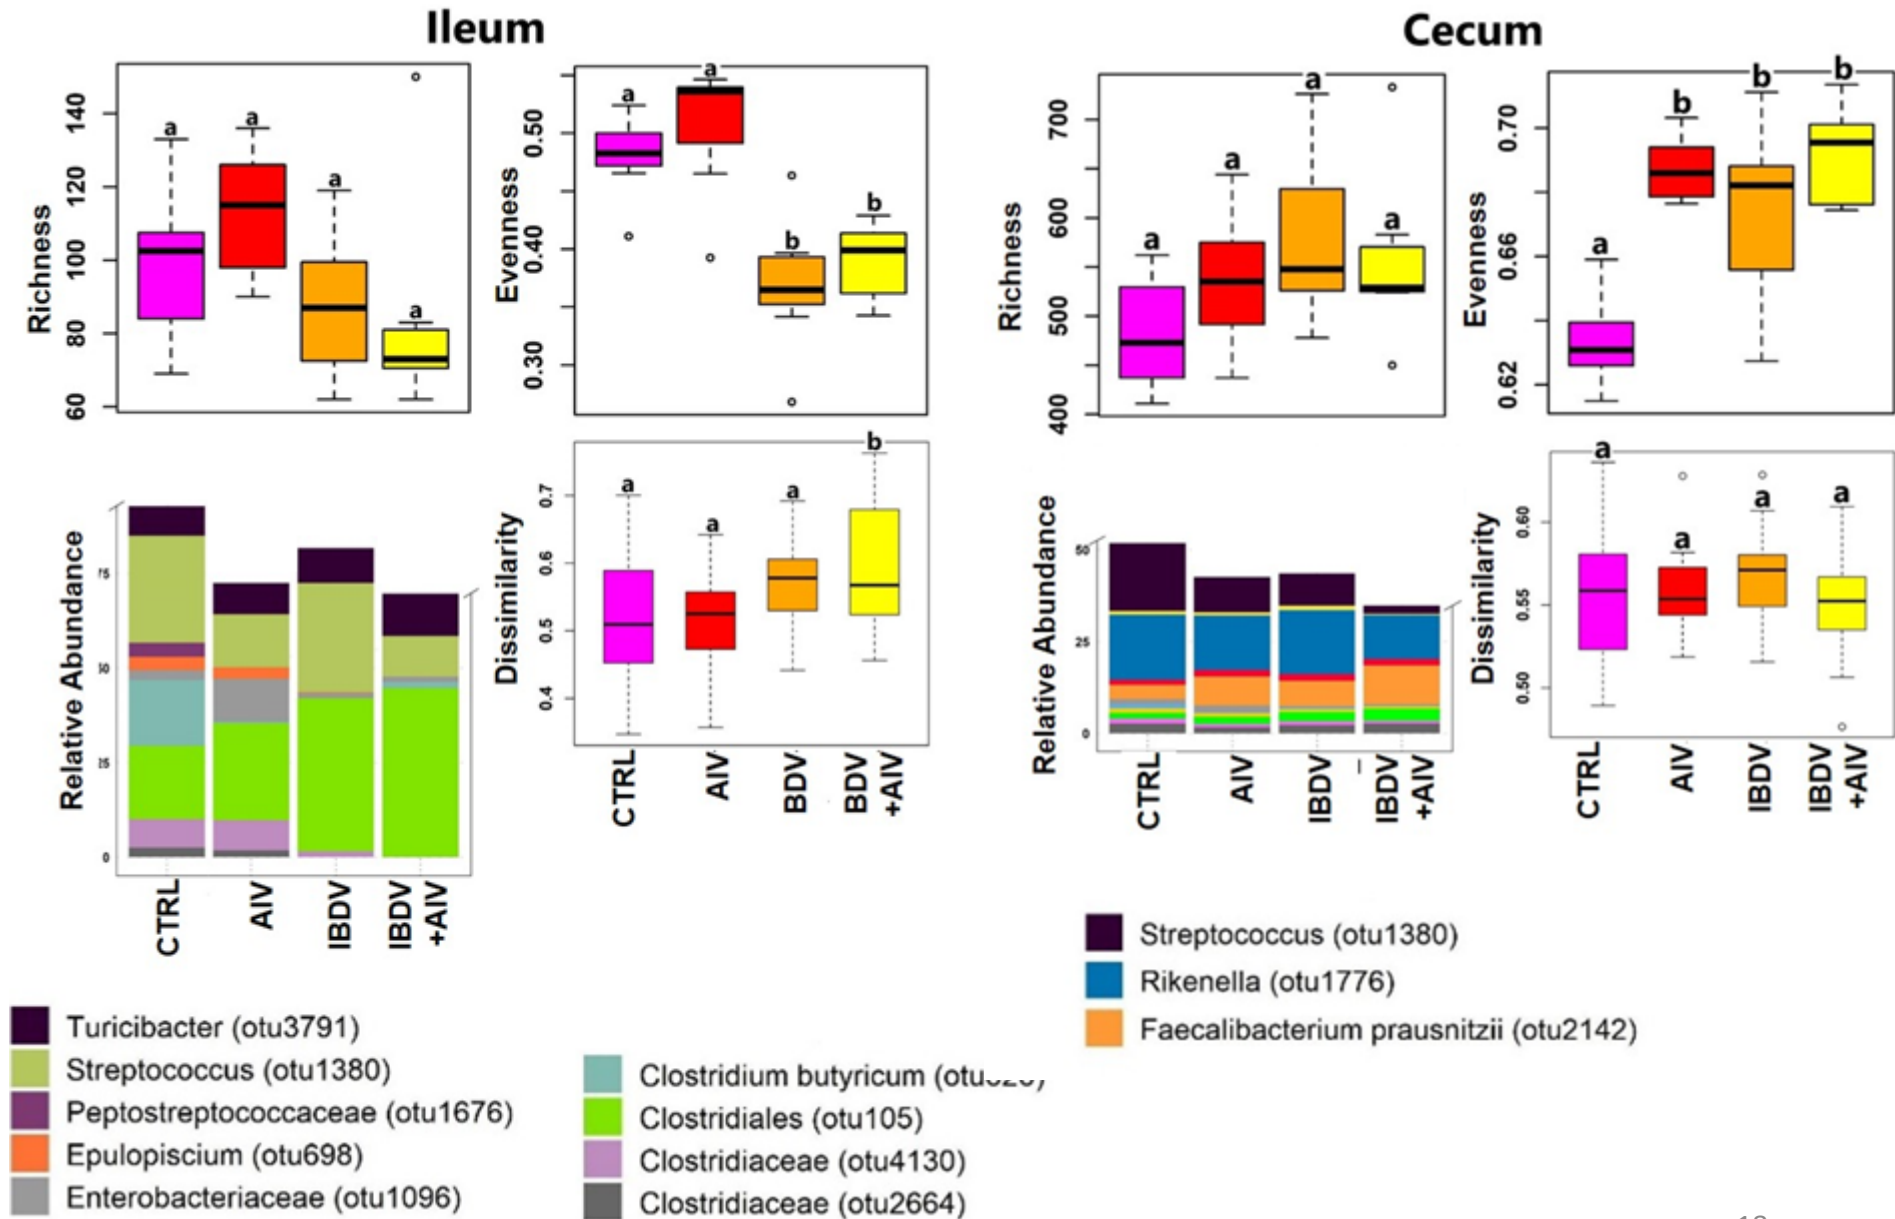 Ileum
Cecum
Richness
140
120
100
80
60
a
a
a
a
Evenness
0.50
0.40
0.30
a
a
b
b
Richness
700
600
500
400
a
a
a
a
Evenness
0.70
0.66
0.62
a
b
b
b
Relative Abundance
75
50
25
0
CTRL
AIV
IBDV
IBDV
+AIV
Dissimilarity
0.7
0.6
0.5
0.4
a
a
a
b
CTRL
AIV
BDV
BDV
+AIV
Relative Abundance
50
25
0
CTRL
AIV
IBDV
IBDV
+AIV
Dissimilarity
0.60
0.55
0.50
a
a
a
a
CTRL
AIV
IBDV
IBDV
+AIV
Turicibacter (otu3791)
Streptococcus (otu1380)
Peptostreptococcaceae (otu1676)
Epulopiscium (otu698)
Enterobacteriaceae (otu1096)
Clostridium butyricum
Clostridiales (otu105)
Clostridiaceae (otu4130)
Clostridiaceae (otu2664)
Streptococcus (otu1380)
Rikenella (otu1776)
Faecalibacterium prausnitzii (otu2142)